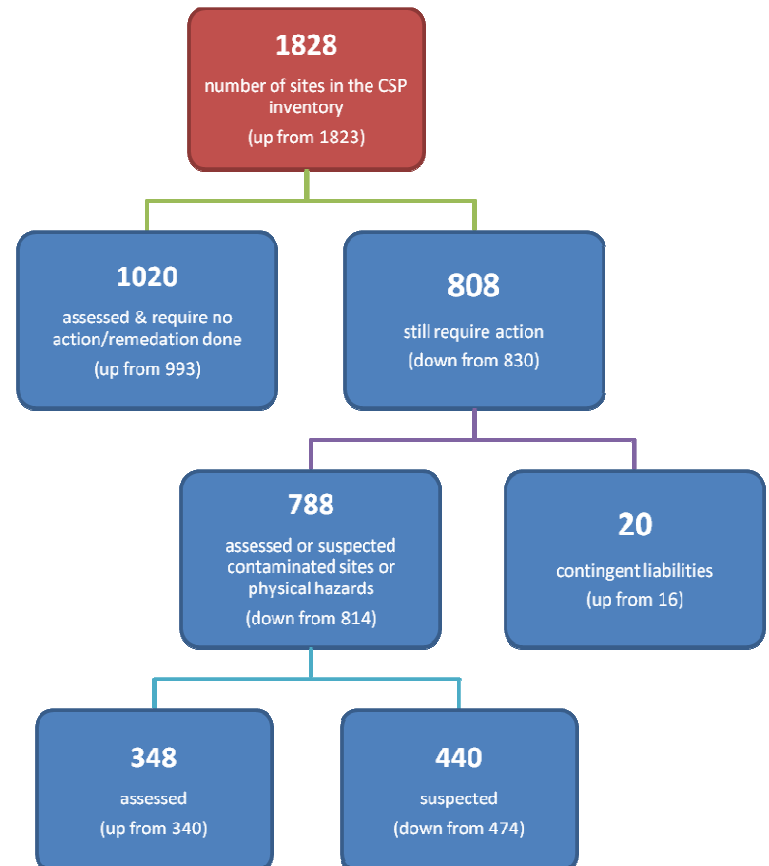 1828
number of sites in the CSP
inventory
(up from 1823)
1020
assessed & require no
action/remedation done
(up from 993)
808
still require action
(down from 830)
788
assessed or suspected
contaminated sites or
physical hazards
(down from 814)
20
contingent liabilities
(up from 16)
348
assessed
(up from 340)
440
suspected
(down from 474)